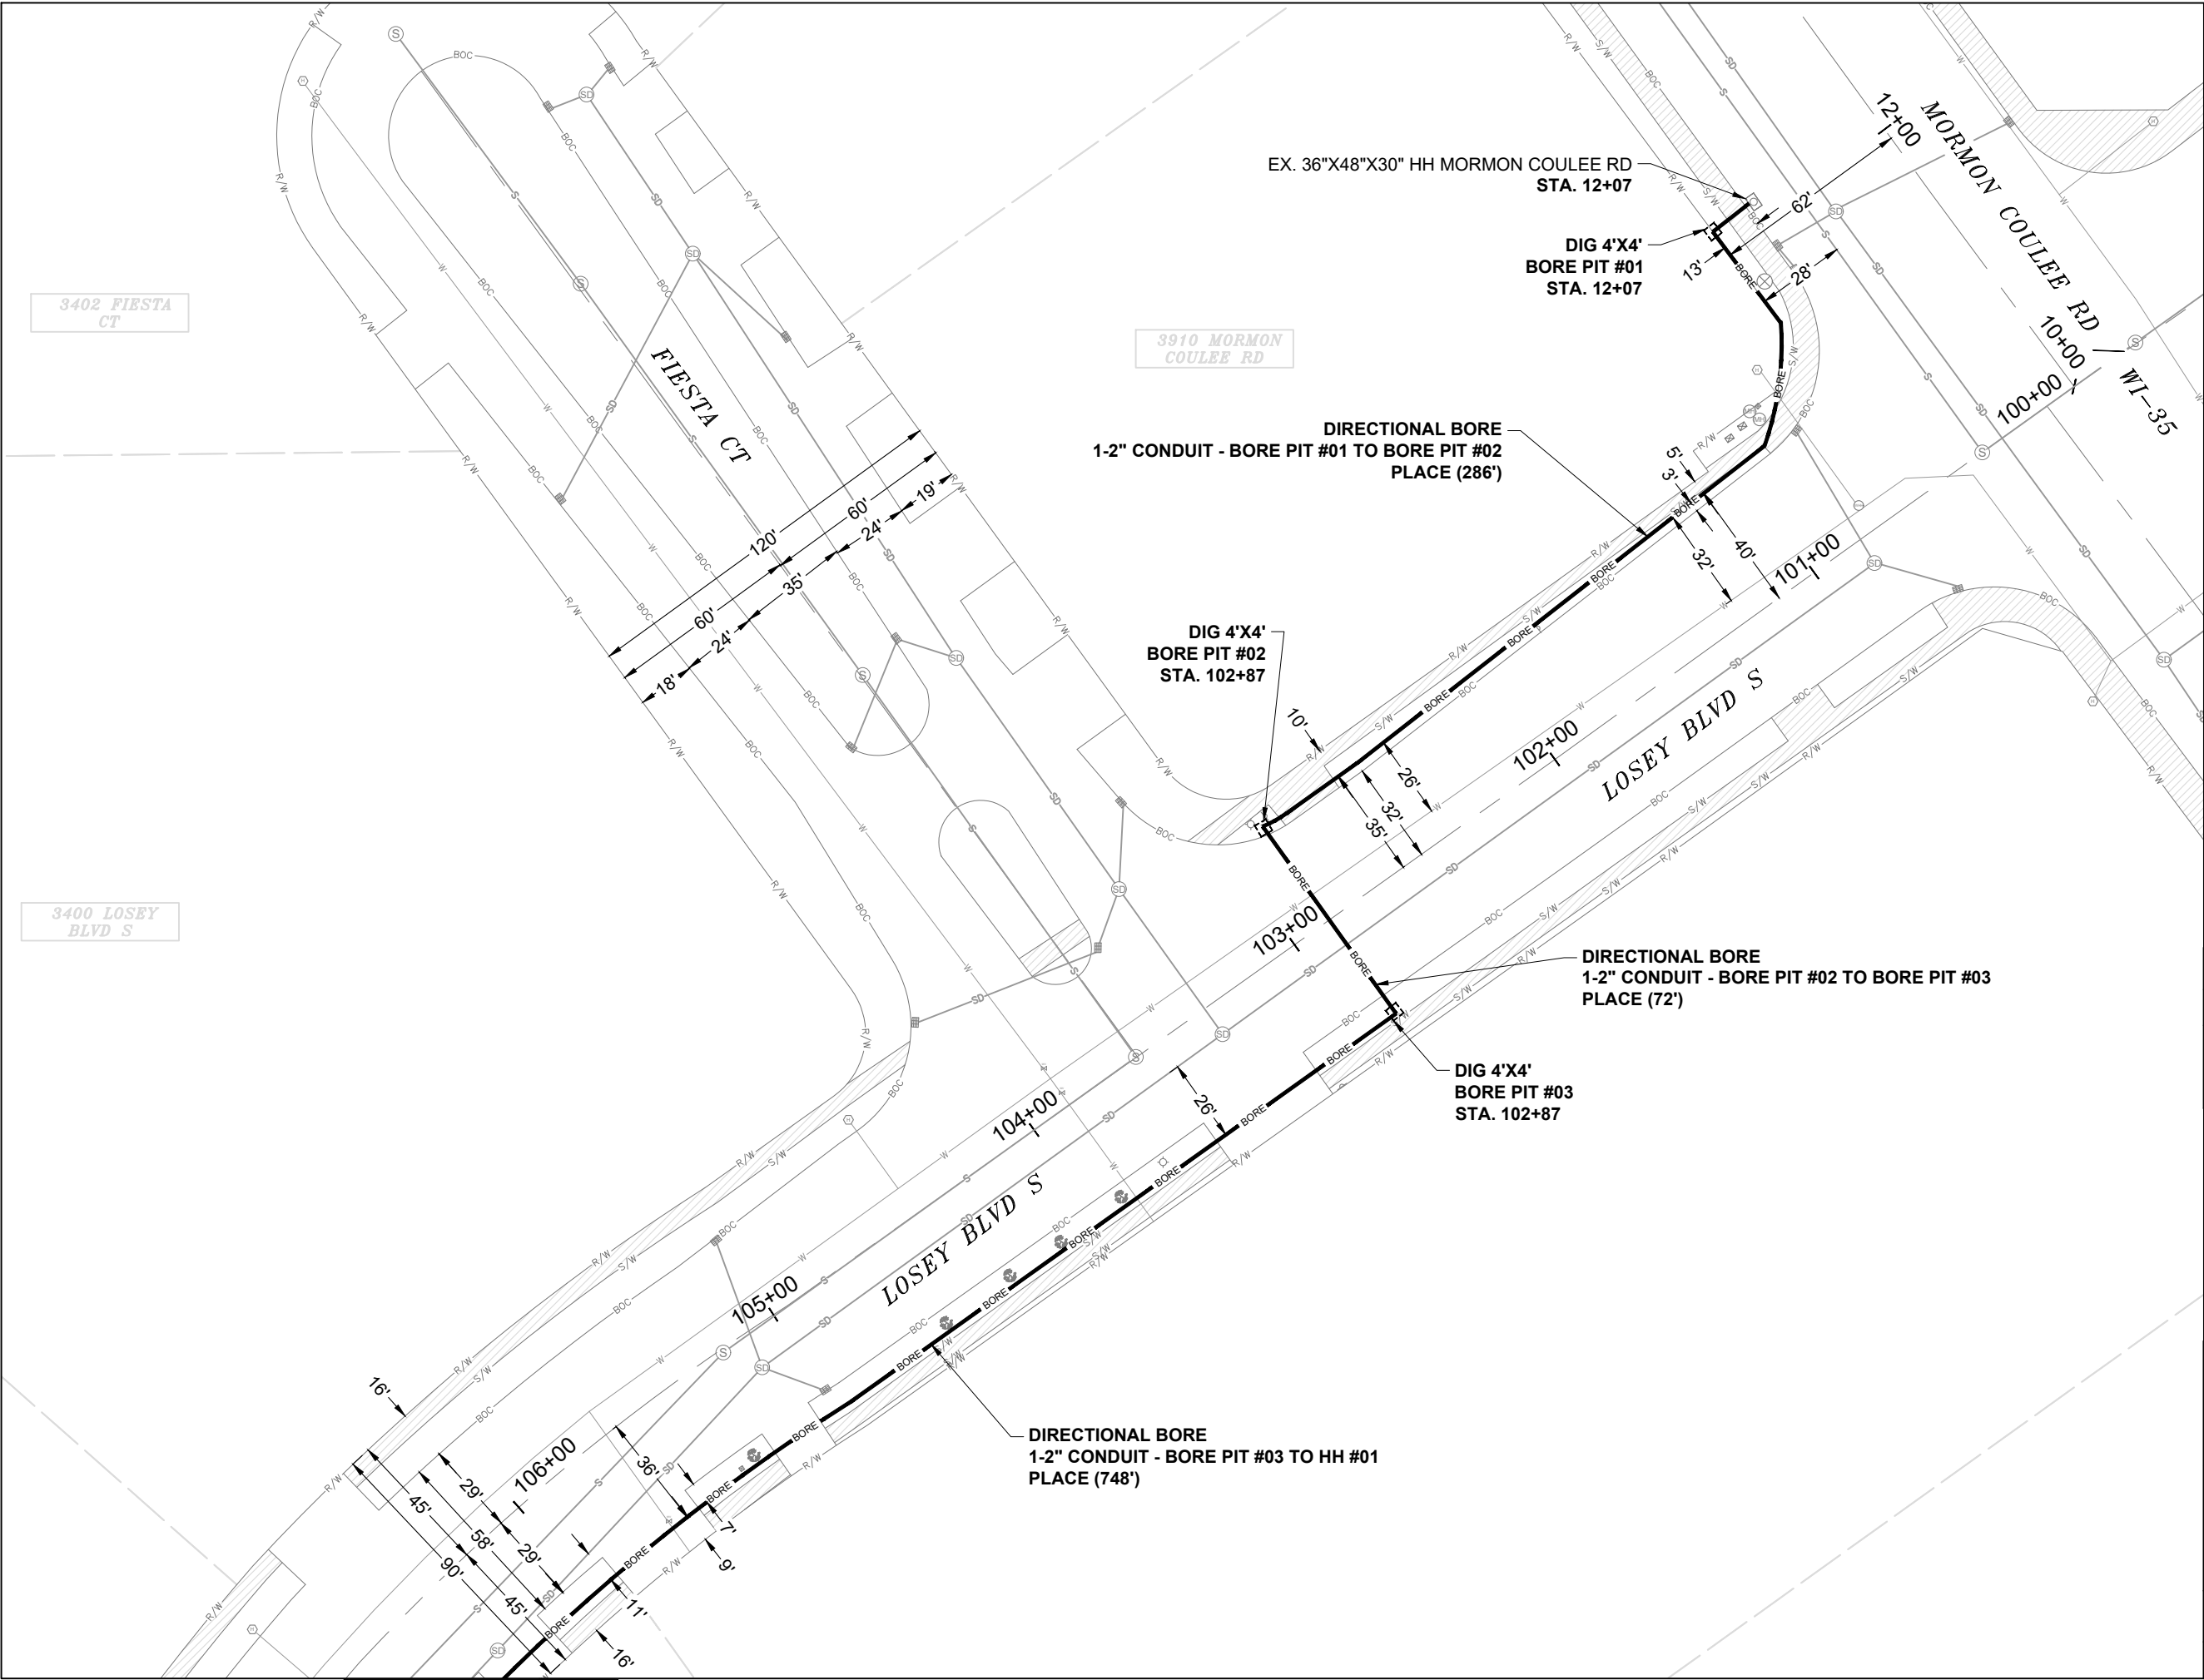 EX. 36"X48"X30" HH MORMON COULEE RD
STA. 12+07
DIG 4'X4'
BORE PIT #01
STA. 12+07
12+00
MORMON COULEE RD
WI-35
10+00
100+00
62'
13'
28'
3402 FIESTA
CT
3910 MORMON
COULEE RD
FIESTA CT
DIRECTIONAL BORE
1-2" CONDUIT - BORE PIT #01 TO BORE PIT #02
PLACE (286')
5'
3'
40'
32'
101+00
120'
60'
19'
24'
35'
60'
24'
18'
DIG 4'X4'
BORE PIT #02
STA. 102+87
10'
26'
32'
35'
102+00
LOSEY BLVD S
103+00
3400 LOSEY
BLVD S
DIRECTIONAL BORE
1-2" CONDUIT - BORE PIT #02 TO BORE PIT #03
PLACE (72')
DIG 4'X4'
BORE PIT #03
STA. 102+87
104+00
26'
LOSEY BLVD S
105+00
DIRECTIONAL BORE
1-2" CONDUIT - BORE PIT #03 TO HH #01
PLACE (748')
16'
106+00
36'
29'
45'
58'
29'
90'
45'
7'
9'
11'
16'
BORE
R/W
S/W
BOC
SD
S
W
H
MH